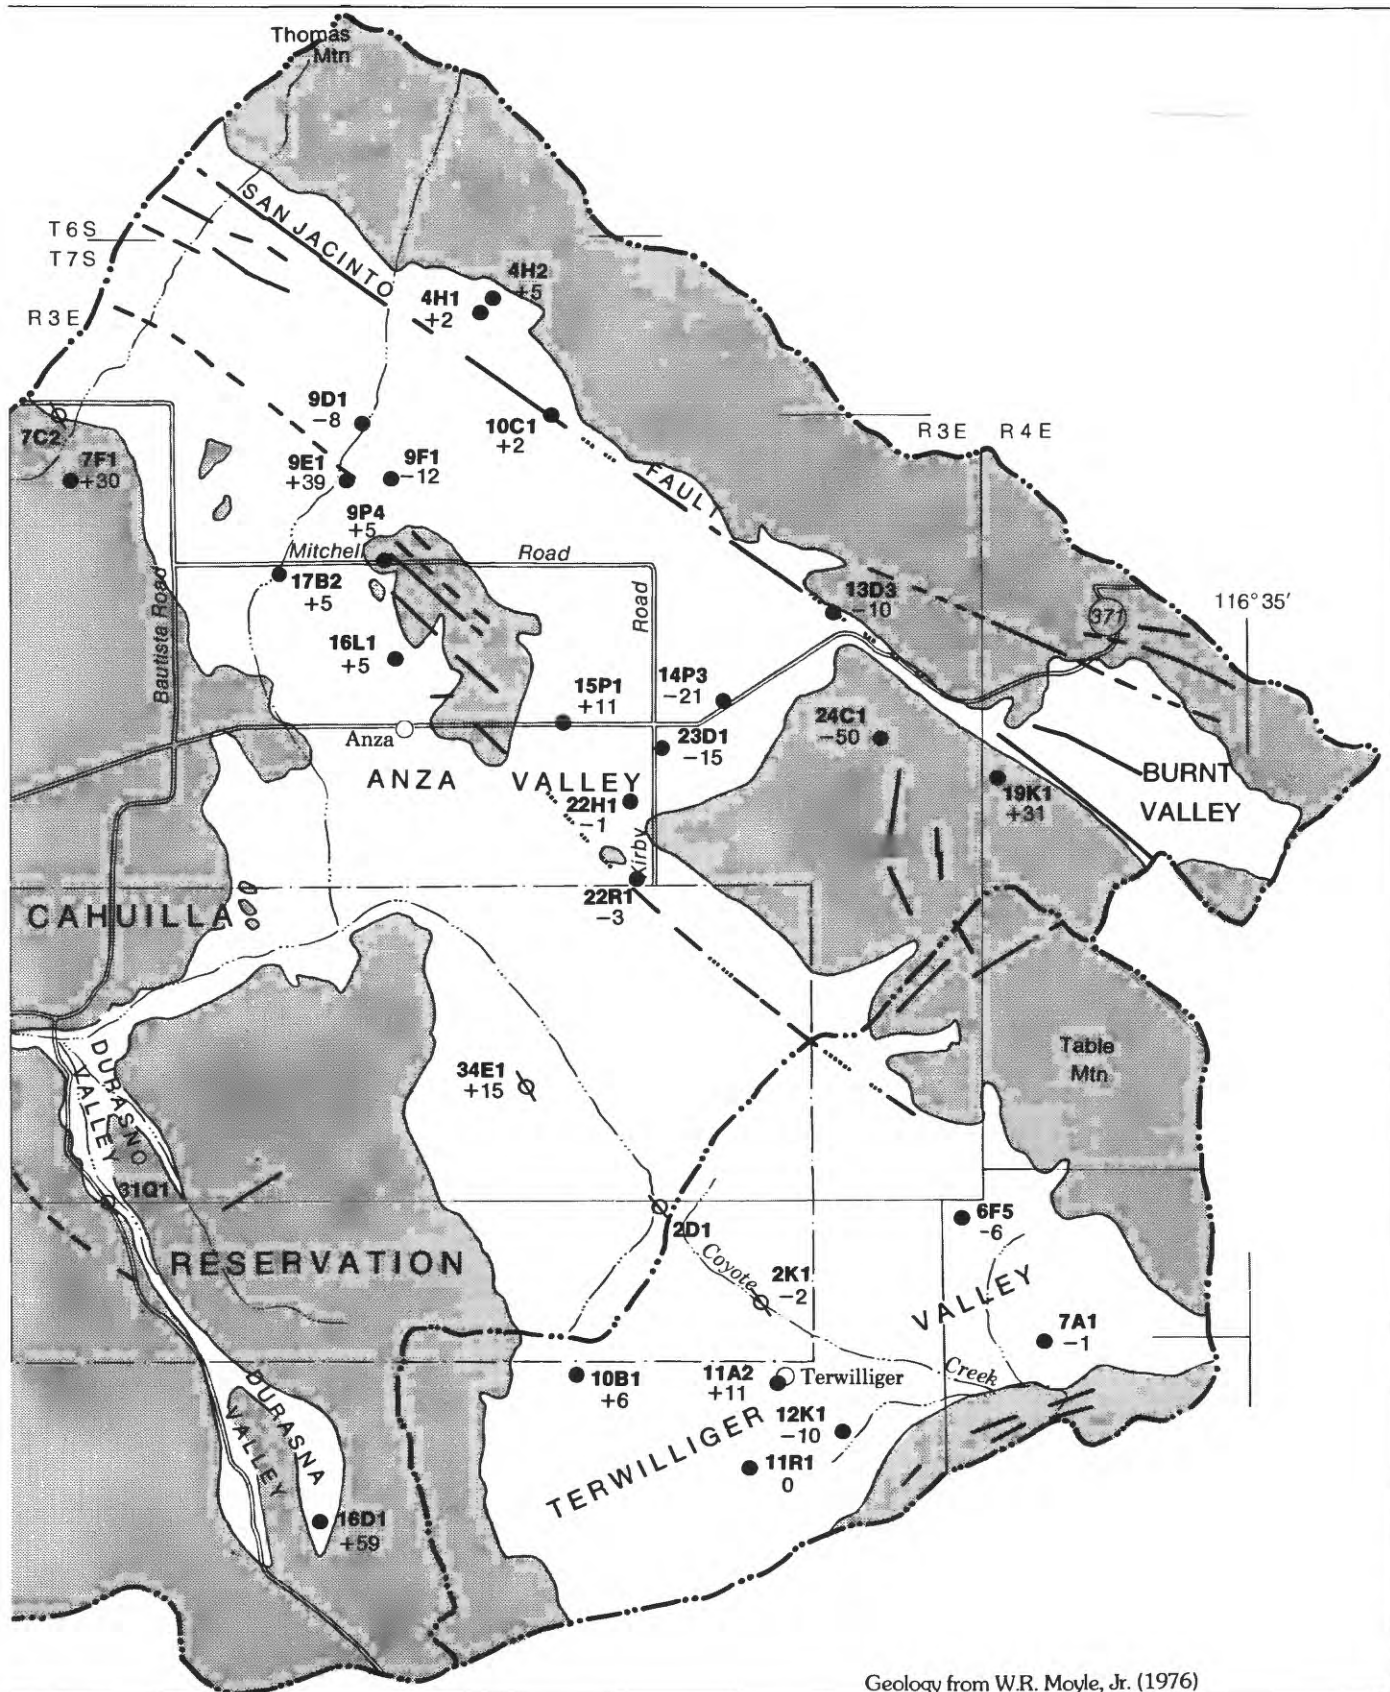 Thomas
Mtn
SAN JACINTO
T6S
T7S
R3E
4H2
+5
4H1
+2
9D1
−8
10C1
+2
R3E
R4E
7C2
7F1
+30
9E1
+39
9F1
−12
FAULT
9P4
+5
Mitchell
Road
17B2
+5
Bautista Road
Road
13D3
−10
371
116°35′
16L1
+5
15P1
+11
14P3
−21
24C1
−50
Anza
23D1
−15
ANZA
VALLEY
BURNT
VALLEY
22H1
−1
19K1
+31
Kirby
22R1
−3
CAHUILLA
DURASNO
VALLEY
34E1
+15
Table
Mtn
31Q1
2D1
6F5
−6
RESERVATION
Coyote
2K1
−2
VALLEY
7A1
−1
10B1
+6
11A2
+11
Terwilliger
Creek
DURASNA
VALLEY
12K1
−10
TERWILLIGER
11R1
0
16D1
+59
Geology from W.R. Moyle, Jr. (1976)